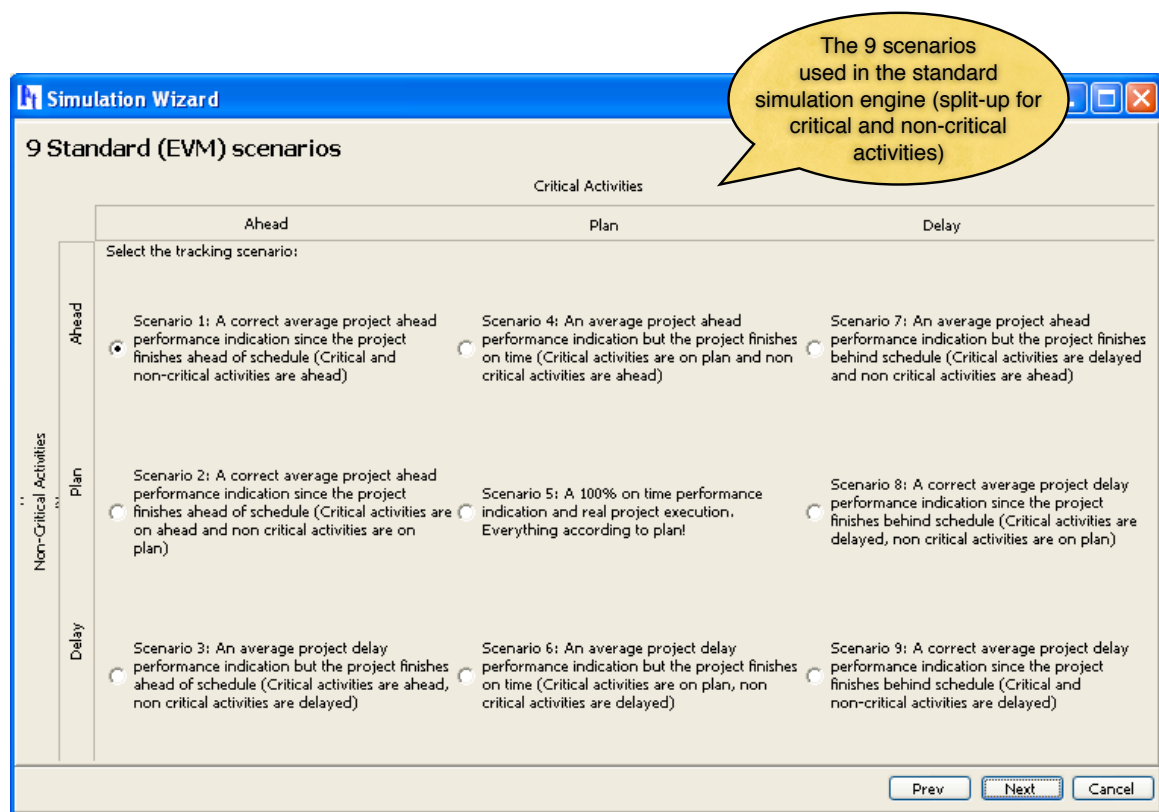 The 9 scenarios
used in the standard
simulation engine (split-up for
critical and non-critical
activities)
Simulation Wizard
9 Standard (EVM) scenarios
Critical Activities
Ahead
Plan
Delay
Select the tracking scenario:
Non-Critical Activities
Ahead
Scenario 1: A correct average project ahead
performance indication since the project
finishes ahead of schedule (Critical and
non-critical activities are ahead)
Scenario 4: An average project ahead
performance indication but the project finishes
on time (Critical activities are on plan and non
critical activities are ahead)
Scenario 7: An average project ahead
performance indication but the project finishes
behind schedule (Critical activities are delayed
and non critical activities are ahead)
Plan
Scenario 2: A correct average project ahead
performance indication since the project
finishes ahead of schedule (Critical activities are
on ahead and non critical activities are on
plan)
Scenario 5: A 100% on time performance
indication and real project execution.
Everything according to plan!
Scenario 8: A correct average project delay
performance indication since the project
finishes behind schedule (Critical activities are
delayed, non critical activities are on plan)
Delay
Scenario 3: An average project delay
performance indication but the project finishes
ahead of schedule (Critical activities are ahead,
non critical activities are delayed)
Scenario 6: An average project delay
performance indication but the project finishes
on time (Critical activities are on plan, non
critical activities are delayed)
Scenario 9: A correct average project delay
performance indication since the project
finishes behind schedule (Critical and
non-critical activities are delayed)
Prev
Next
Cancel